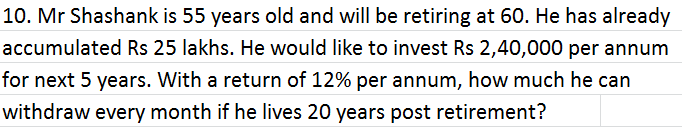 10. Mr Shashank is 55 years old and will be retiring at 60. He has already
accumulated Rs 25 lakhs. He would like to invest Rs 2,40,000 per annum
for next 5 years. With a return of 12% per annum, how much he can
withdraw every month if he lives 20 years post retirement?